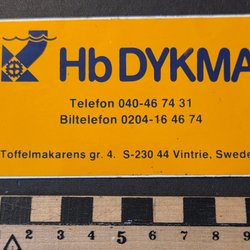 Hb DYKMA
Telefon 040-46 74 31
Biltelefon 0204-16 46 74
Toffelmakarens gr. 4. S-230 44 Vintrie, Swede
2 3 4 5 6 7 8 9